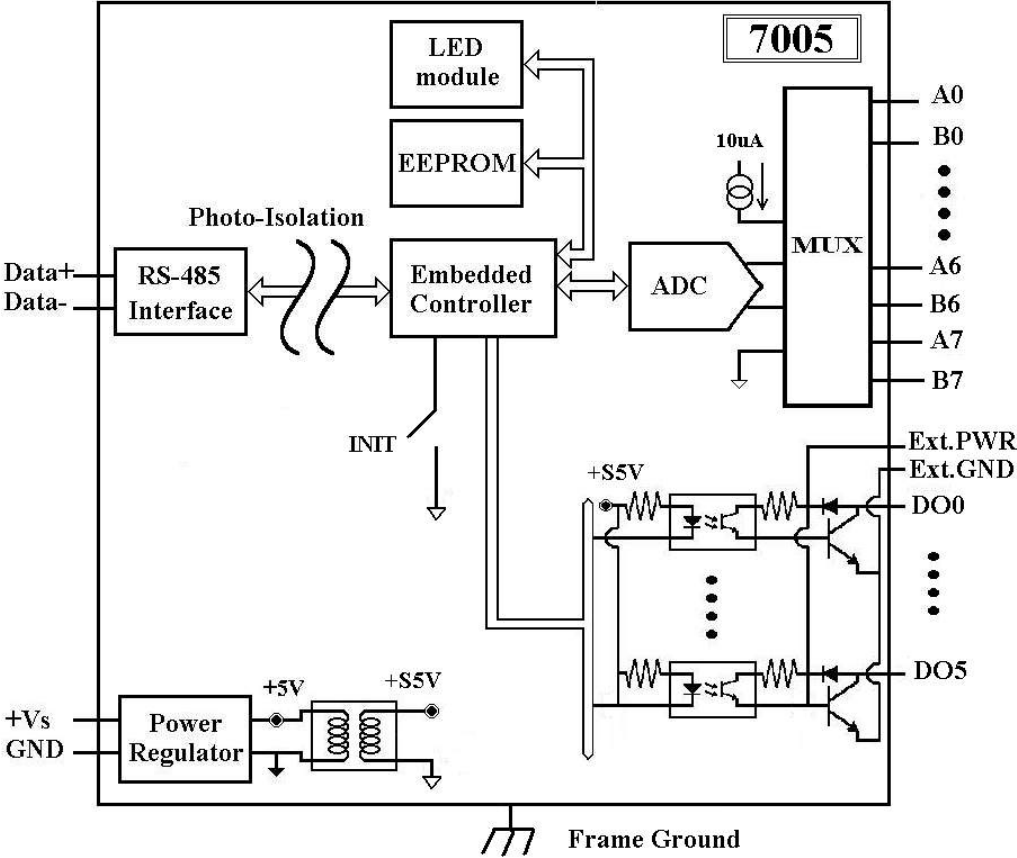 7005
LED
module
EEPROM
10uA
A0
B0
MUX
A6
B6
A7
B7
Photo-Isolation
Data+
Data-
RS-485
Interface
Embedded
Controller
ADC
INIT
Ext.PWR
Ext.GND
+S5V
DO0
DO5
+5V
+S5V
+Vs
GND
Power
Regulator
Frame Ground